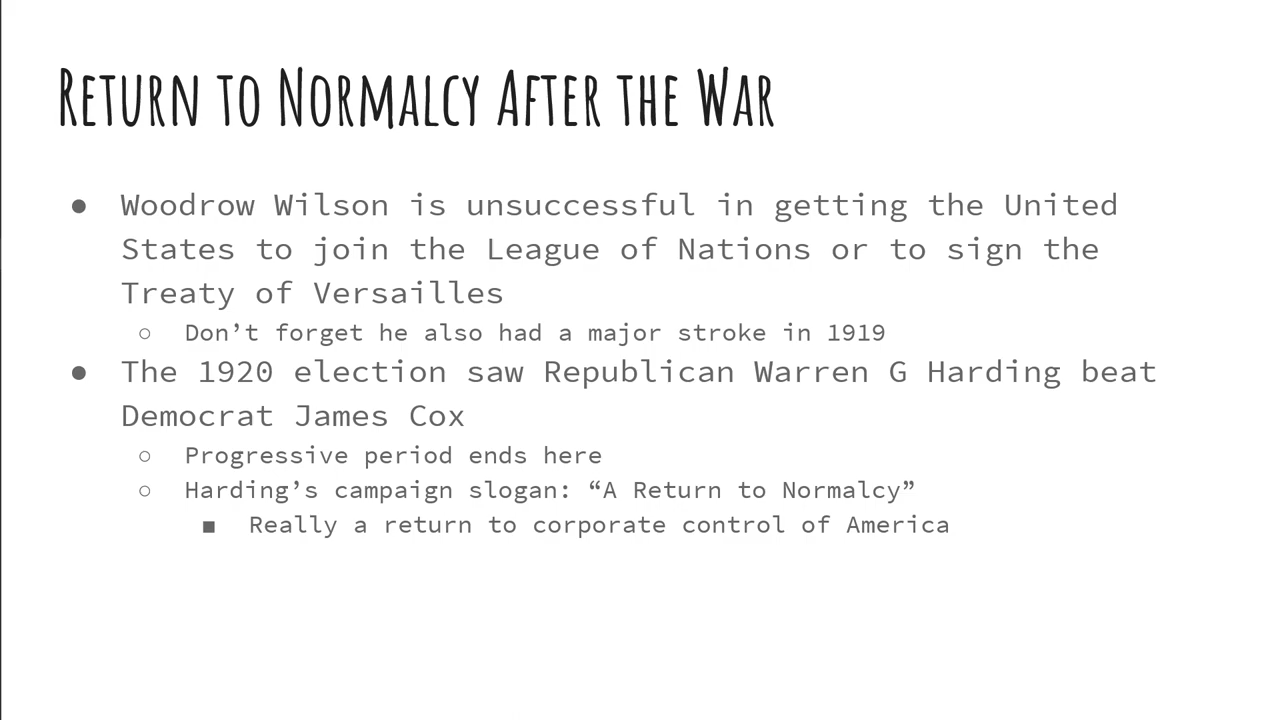 Return to Normalcy After the War
● Woodrow Wilson is unsuccessful in getting the United
States to join the League of Nations or to sign the
Treaty of Versailles
○ Don’t forget he also had a major stroke in 1919
● The 1920 election saw Republican Warren G Harding beat
Democrat James Cox
○ Progressive period ends here
○ Harding’s campaign slogan: “A Return to Normalcy”
■ Really a return to corporate control of America